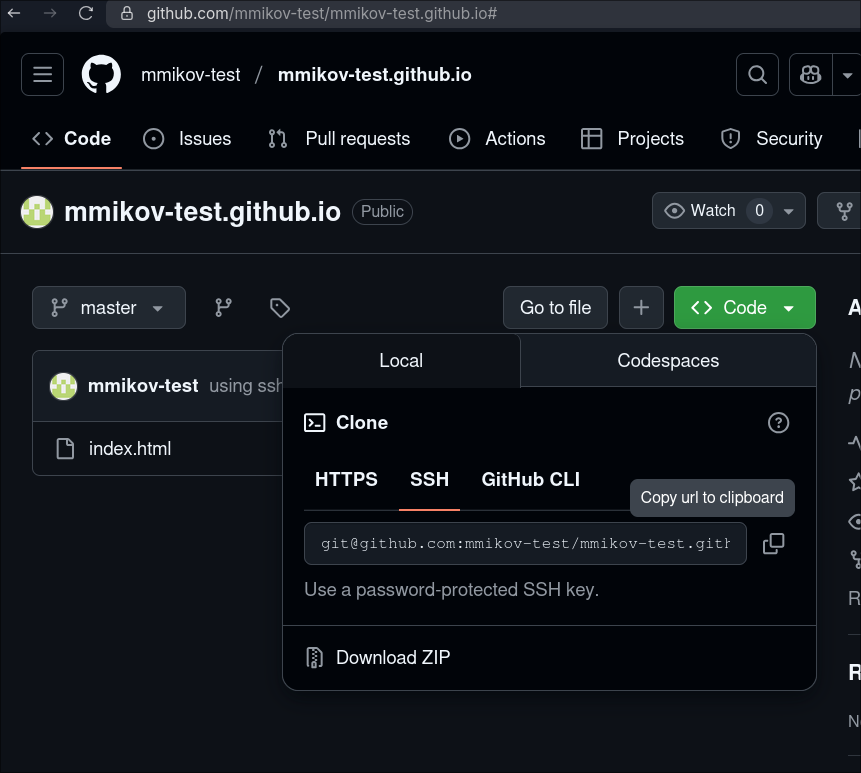 github.com/mmikov-test/mmikov-test.github.io#
mmikov-test / mmikov-test.github.io
Code Issues Pull requests Actions Projects Security
mmikov-test.github.io Public Watch 0
master Go to file Code
Local Codespaces
mmikov-test using ssh
Clone
index.html
HTTPS SSH GitHub CLI
Copy url to clipboard
git@github.com:mmikov-test/mmikov-test.gith
Use a password-protected SSH key.
Download ZIP